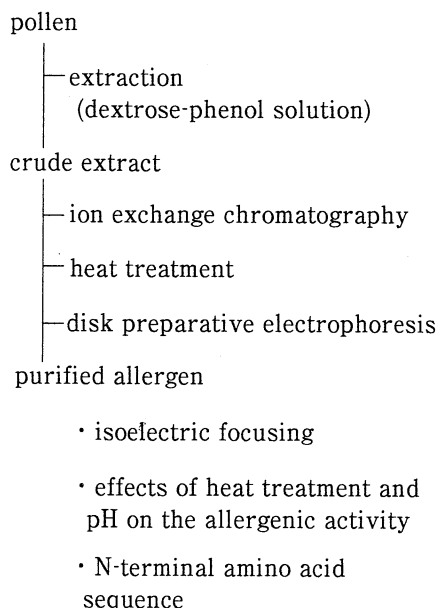 pollen
extraction
(dextrose-phenol solution)
crude extract
ion exchange chromatography
heat treatment
disk preparative electrophoresis
purified allergen
· isoelectric focusing
· effects of heat treatment and
pH on the allergenic activity
· N-terminal amino acid
sequence